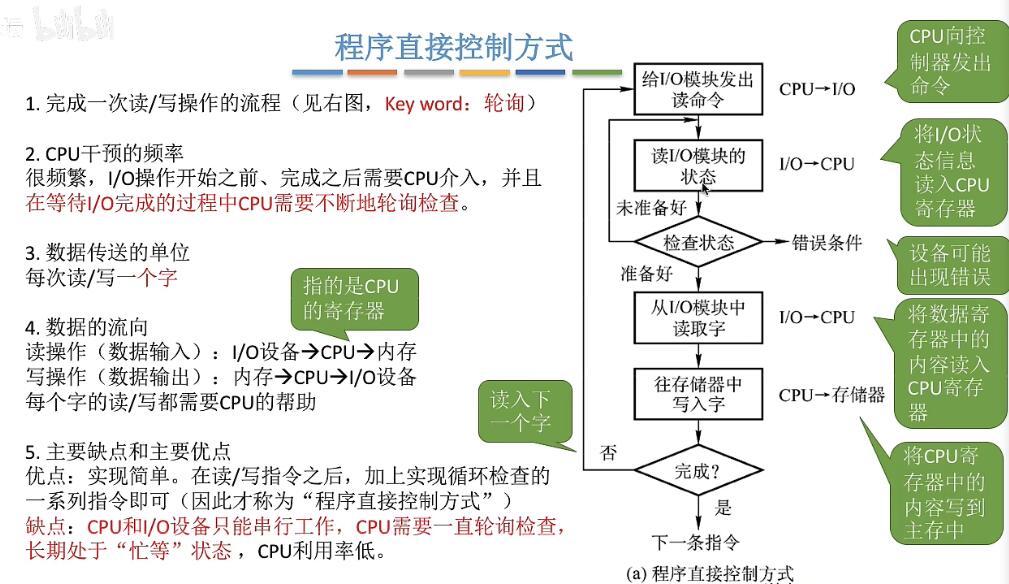 bilibili
程序直接控制方式
1. 完成一次读/写操作的流程（见右图，Key word：轮询）
2. CPU干预的频率
很频繁，I/O操作开始之前、完成之后需要CPU介入，并且
在等待I/O完成的过程中CPU需要不断地轮询检查。
3. 数据传送的单位
每次读/写一个字
指的是CPU
的寄存器
4. 数据的流向
读操作（数据输入）：I/O设备→CPU→内存
写操作（数据输出）：内存→CPU→I/O设备
每个字的读/写都需要CPU的帮助
5. 主要缺点和主要优点
优点：实现简单。在读/写指令之后，加上实现循环检查的
一系列指令即可（因此才称为“程序直接控制方式”）
缺点：CPU和I/O设备只能串行工作，CPU需要一直轮询检查，
长期处于“忙等”状态，CPU利用率低。
给I/O模块发出
读命令
CPU→I/O
CPU向控
制器发出
命令
读I/O模块的
状态
I/O→CPU
将I/O状
态信息
读入CPU
寄存器
未准备好
检查状态
错误条件
设备可能
出现错误
准备好
从I/O模块中
读取字
I/O→CPU
将数据寄
存器中的
内容读入
CPU寄存
器
往存储器中
写入字
CPU→存储器
将CPU寄
存器中的
内容写到
主存中
读入下
一个字
否
完成？
是
下一条指令
(a) 程序直接控制方式